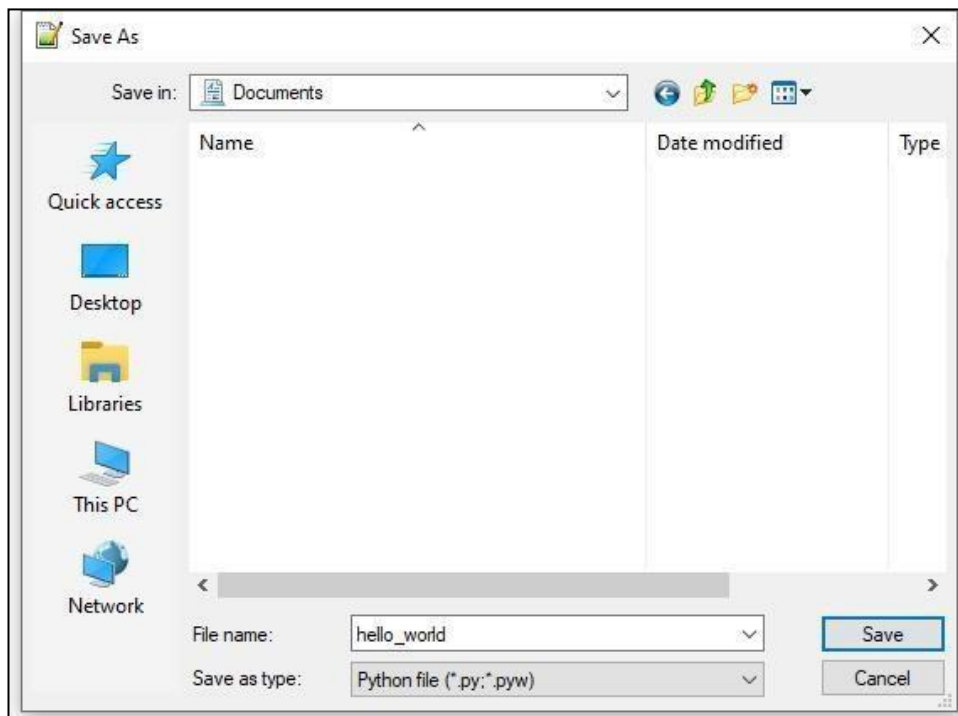 Save As
Save in:
Documents
Name
Date modified
Type
Quick access
Desktop
Libraries
This PC
Network
File name:
hello_world
Save
Save as type:
Python file (*.py;*.pyw)
Cancel